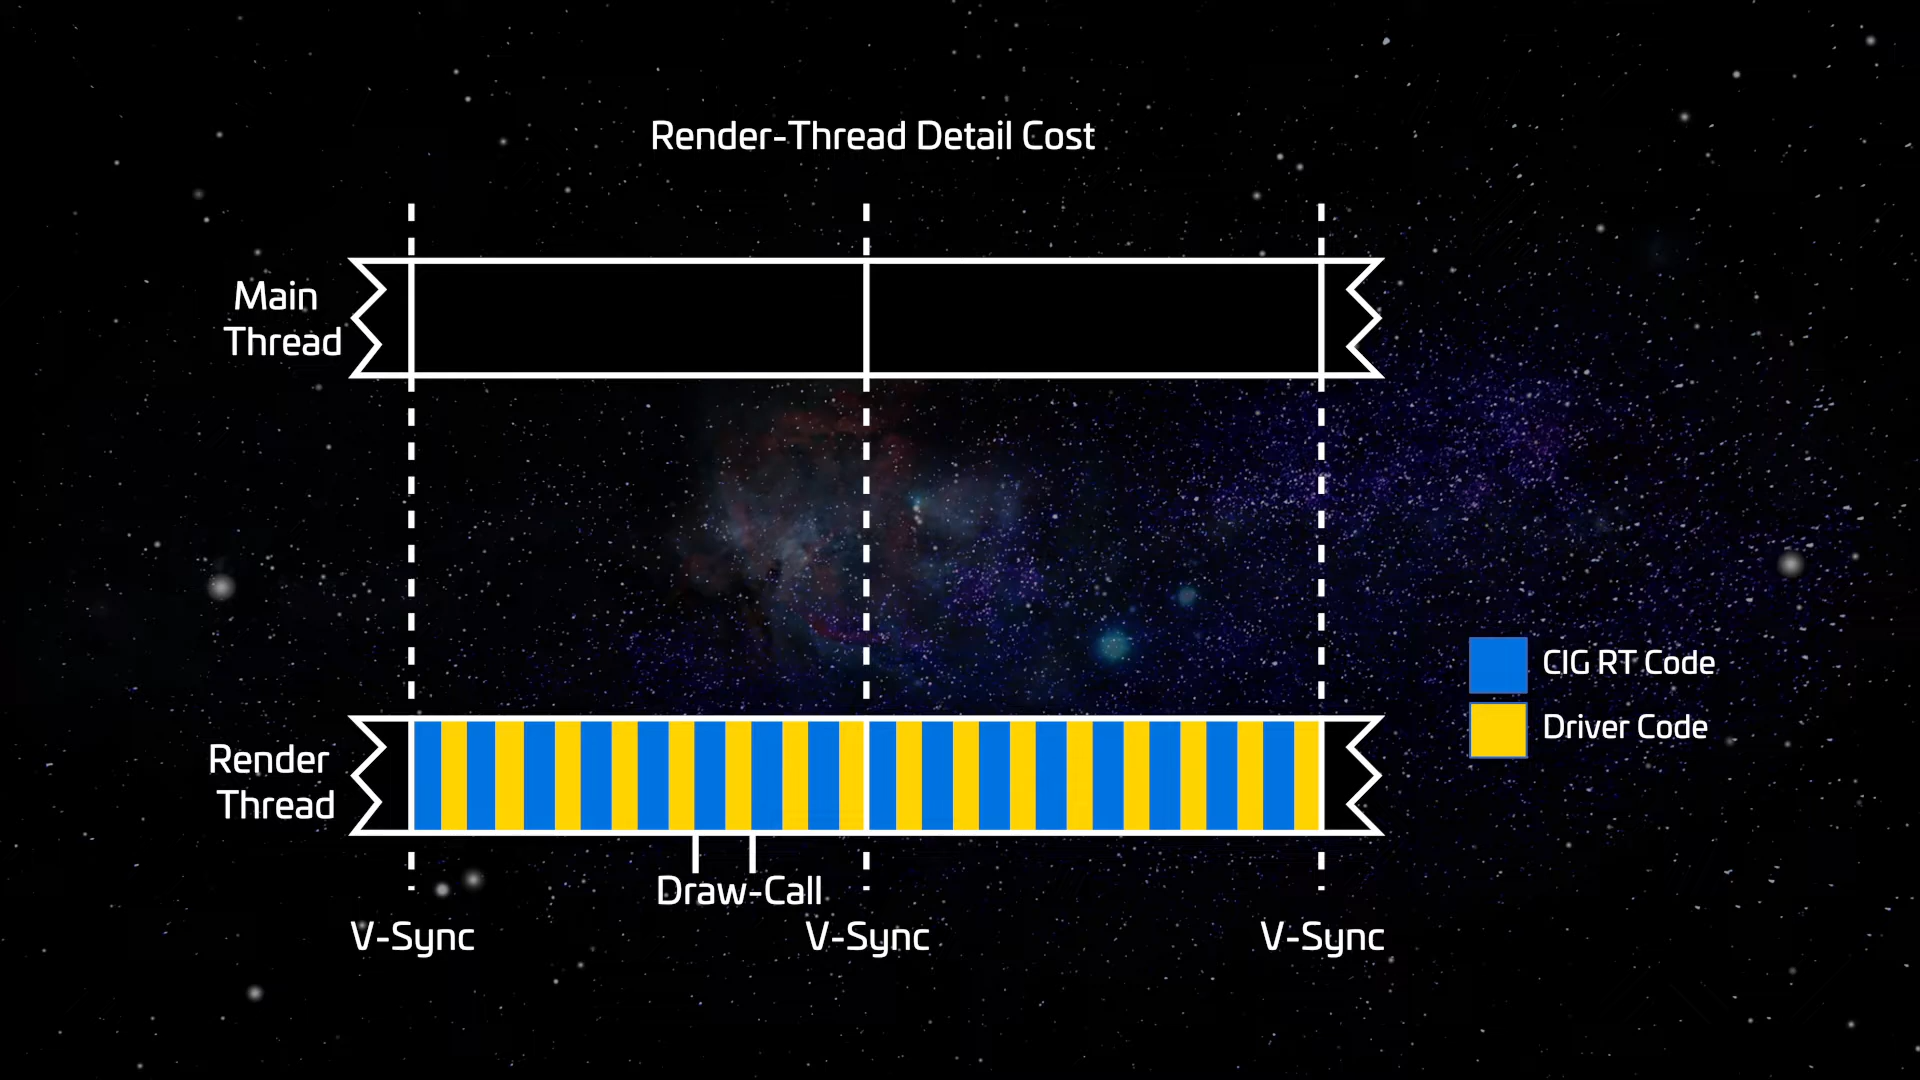 Render-Thread Detail Cost
Main
Thread
CIG RT Code
Driver Code
Render
Thread
Draw-Call
V-Sync
V-Sync
V-Sync